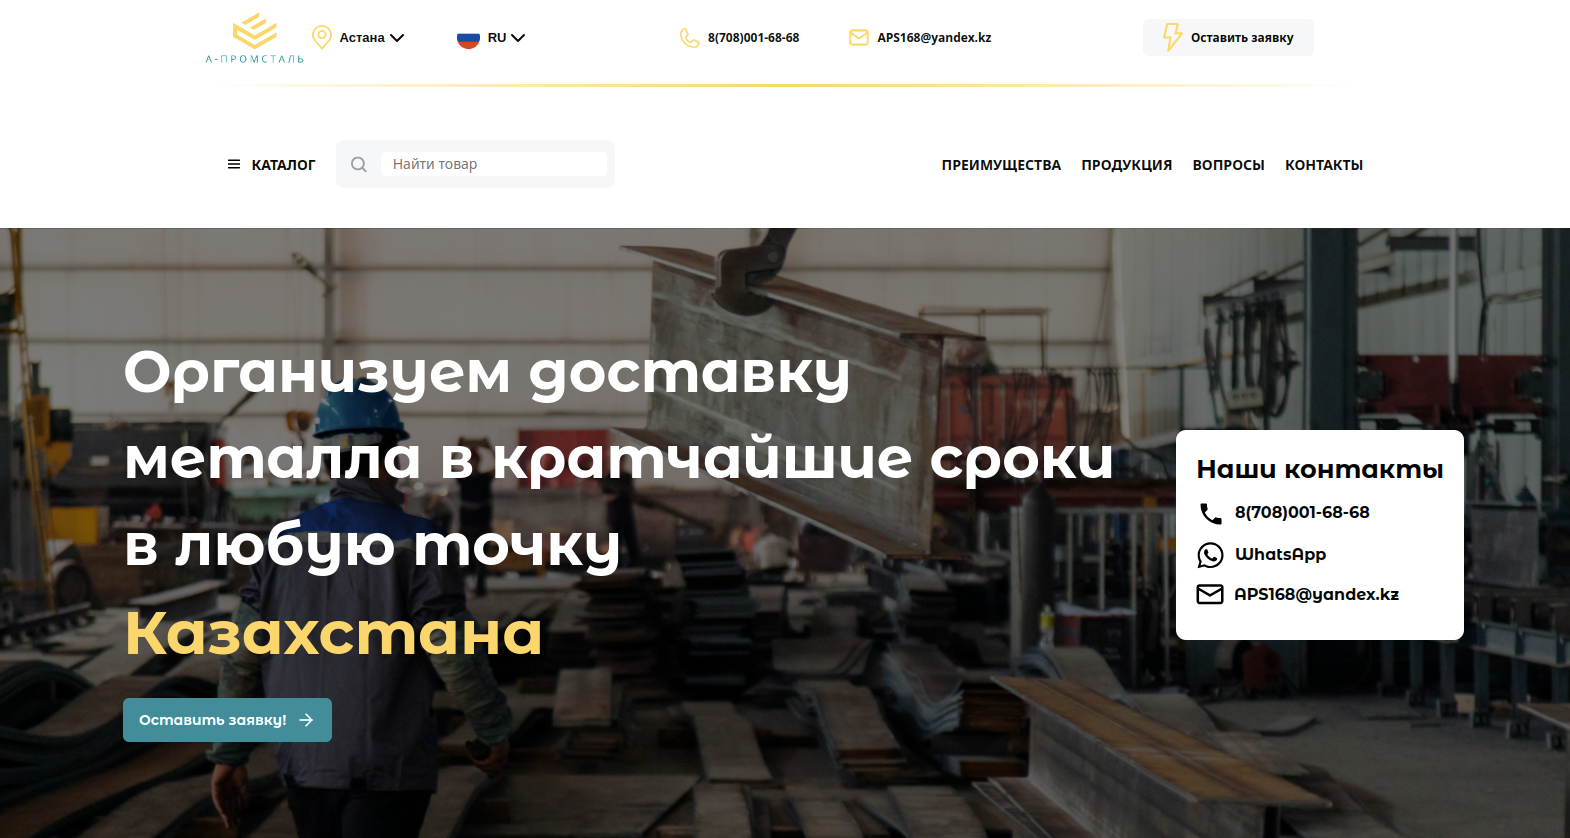 А-ПРОМСТАЛЬ
Астана
RU
8(708)001-68-68
APS168@yandex.kz
Оставить заявку
КАТАЛОГ
Найти товар
ПРЕИМУЩЕСТВА
ПРОДУКЦИЯ
ВОПРОСЫ
КОНТАКТЫ
Организуем доставку
металла в кратчайшие сроки
в любую точку
Казахстана
Оставить заявку!
Наши контакты
8(708)001-68-68
WhatsApp
APS168@yandex.kz